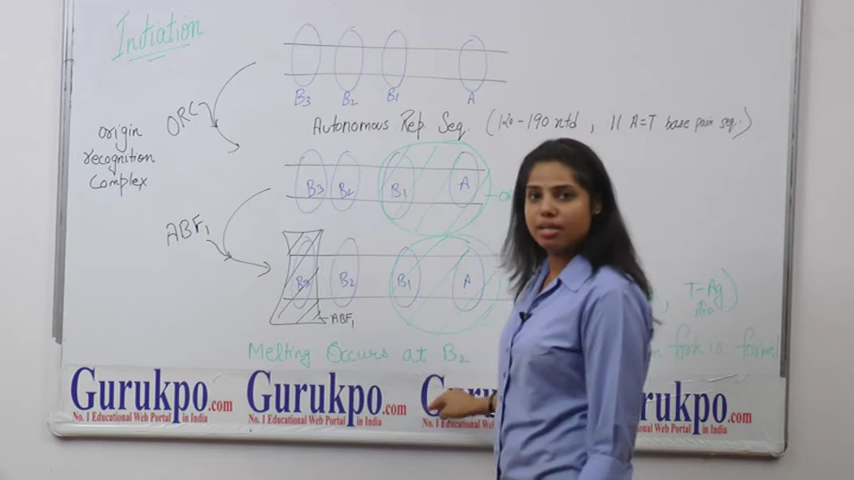 Initiation
B3 B2 B1 A
ORC
Autonomous Rep Seq. (120-190 ntd, 11 A=T base pair seq.)
origin
recognition
Complex
B3 B2 B1 A
ABF1
B2 B1 A
ABF1
T-Ag)
Melting Occurs at B2
fork is formed
Gurukpo.com Gurukpo.com Gurukpo.com
No. 1 Educational Web Portal in India No. 1 Educational Web Portal in India No. 1 Educational Web Portal in India